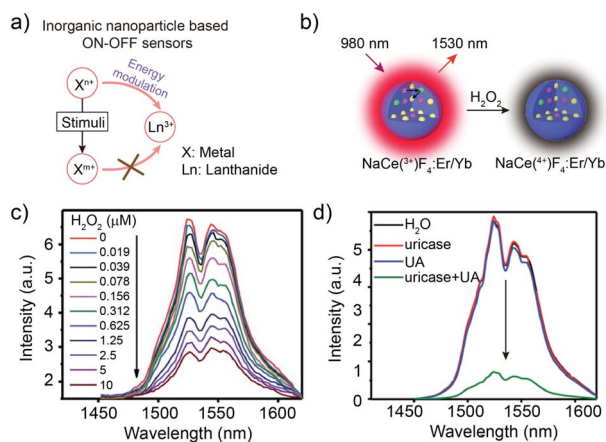 a)
Inorganic nanoparticle based
ON-OFF sensors
Energy
modulation
Xⁿ⁺
Stimuli
Ln³⁺
Xᵐ⁺
X: Metal
Ln: Lanthanide
b)
980 nm
1530 nm
H₂O₂
NaCe(³⁺)F₄:Er/Yb
NaCe(⁴⁺)F₄:Er/Yb
c)
H₂O₂ (μM)
0
0.019
0.039
0.078
0.156
0.312
0.625
1.25
2.5
5
10
Intensity (a.u.)
6
5
4
3
2
1450 1500 1550 1600
Wavelength (nm)
d)
H₂O
uricase
UA
uricase+UA
Intensity (a.u.)
5
4
3
2
1
0
1450 1500 1550 1600
Wavelength (nm)